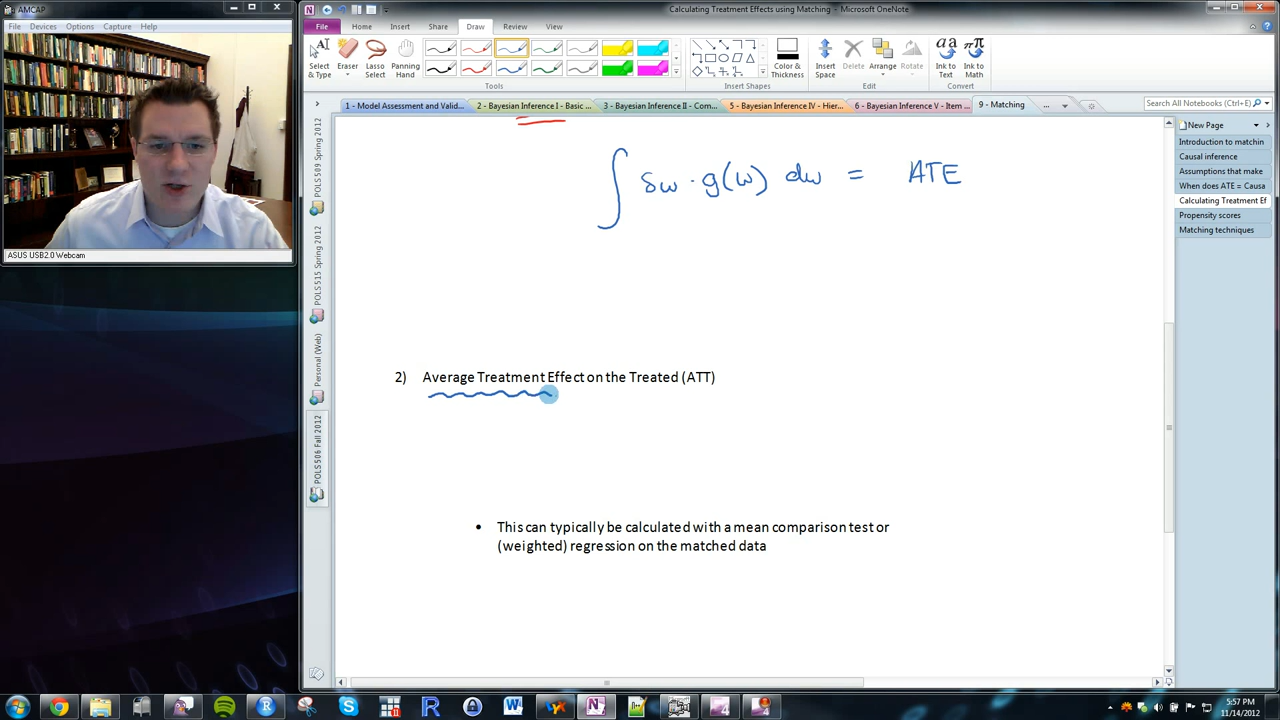 AMCAP
File Devices Options Capture Help
ASUS USB2.0 Webcam
Calculating Treatment Effects using Matching - Microsoft OneNote
File Home Insert Share Draw Review View
Select & Type
Eraser
Lasso Select
Panning Hand
Color & Thickness
Insert Space
Delete
Arrange
Rotate
Ink to Text
Ink to Math
Tools
Insert Shapes
Edit
Convert
1 - Model Assessment and Valid...
2 - Bayesian Inference I - Basic ...
3 - Bayesian Inference II - Com...
5 - Bayesian Inference IV - Hier...
6 - Bayesian Inference V - Item ...
9 - Matching
...
Search All Notebooks (Ctrl+E)
New Page
Introduction to matchin
Causal inference
Assumptions that make
When does ATE = Causa
Calculating Treatment Ef
Propensity scores
Matching techniques
POLS 509 Spring 2012
POLS 515 Spring 2012
Personal (Web)
POLS 506 Fall 2012
∫ δw · g(w) dw = ATE
2) Average Treatment Effect on the Treated (ATT)
• This can typically be calculated with a mean comparison test or
(weighted) regression on the matched data
5:57 PM
11/14/2012